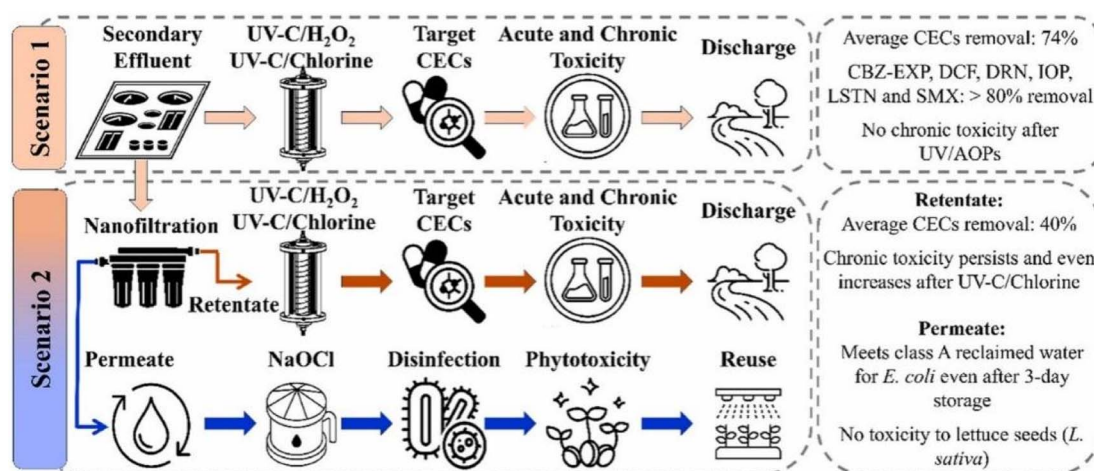 Scenario 1
Secondary
Effluent
UV-C/H₂O₂
UV-C/Chlorine
Target
CECs
Acute and Chronic
Toxicity
Discharge
Average CECs removal: 74%
CBZ-EXP, DCF, DRN, IOP,
LSTN and SMX: > 80% removal
No chronic toxicity after
UV/AOPs
Scenario 2
Nanofiltration
Retentate
UV-C/H₂O₂
UV-C/Chlorine
Target
CECs
Acute and Chronic
Toxicity
Discharge
Permeate
NaOCl
Disinfection
Phytotoxicity
Reuse
Retentate:
Average CECs removal: 40%
Chronic toxicity persists and even
increases after UV-C/Chlorine
Permeate:
Meets class A reclaimed water
for E. coli even after 3-day
storage
No toxicity to lettuce seeds (L.
sativa)